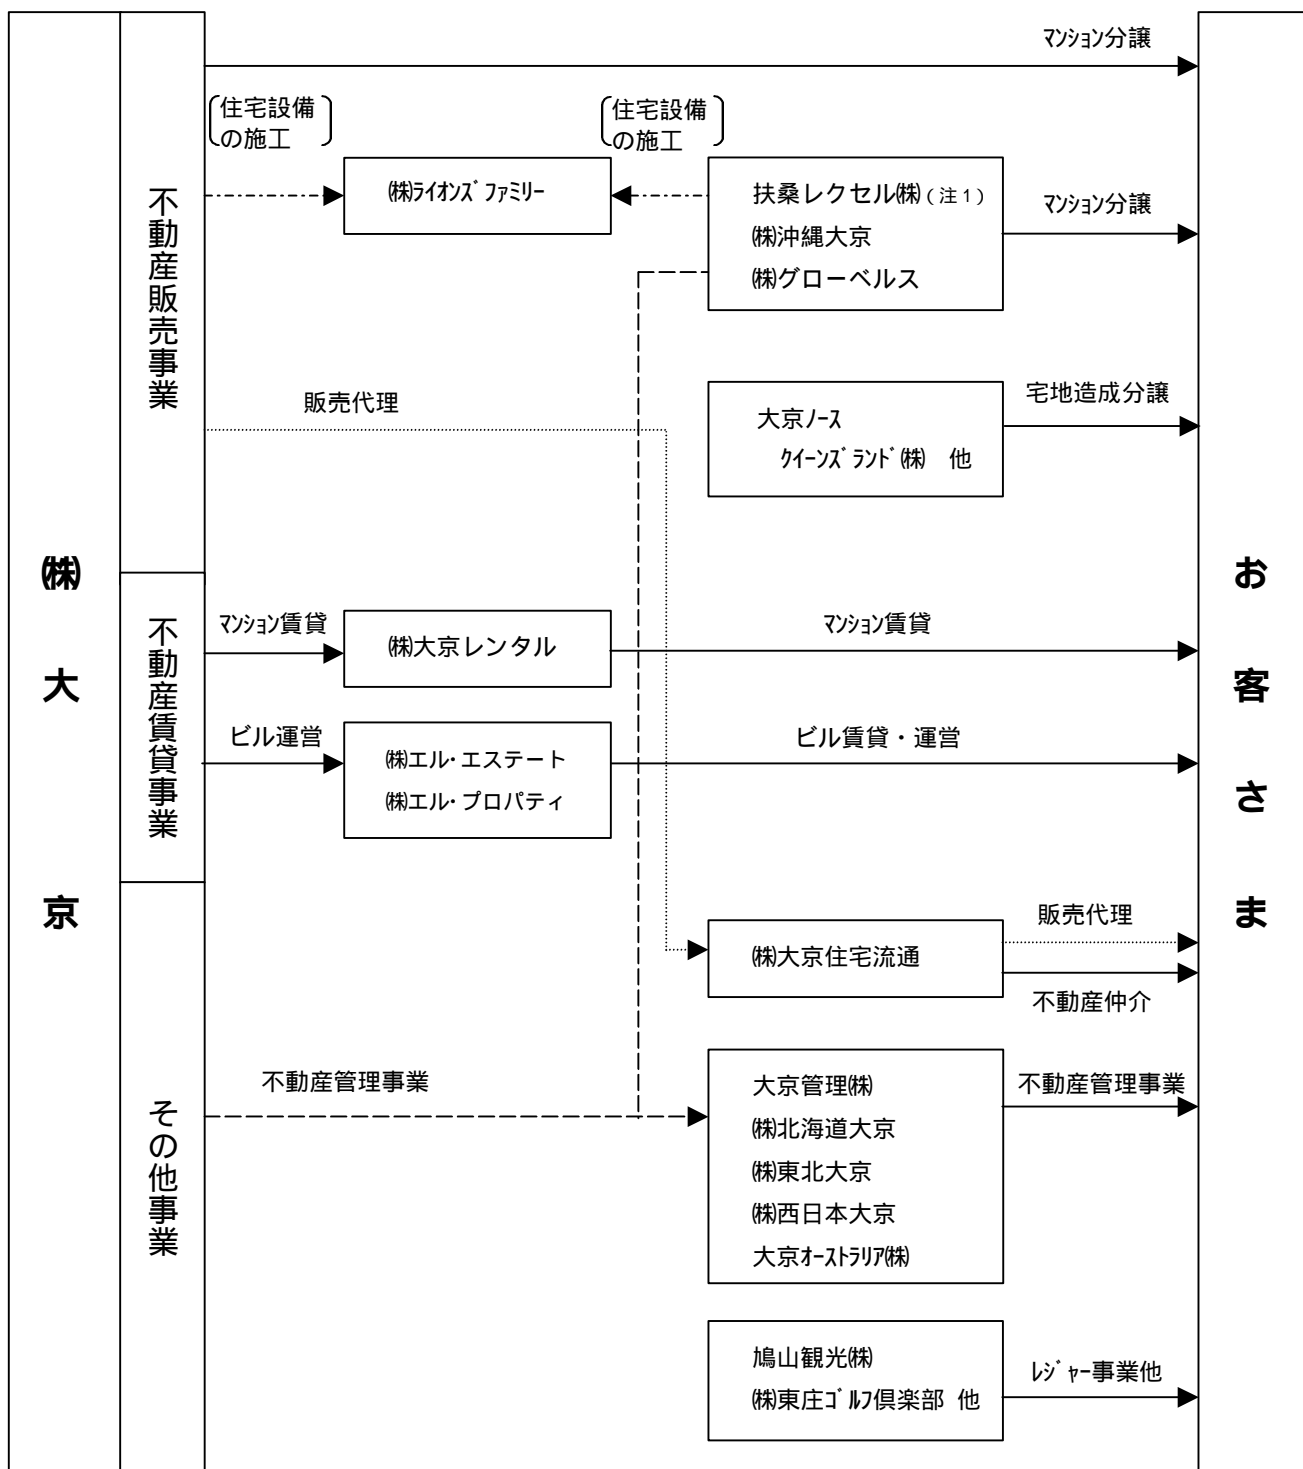 ㈱大京
不動産販売事業
マンション分譲
住宅設備
の施工
住宅設備
の施工
㈱ライオンズファミリー
扶桑レクセル㈱(注1)
㈱沖縄大京
㈱グローベルス
マンション分譲
販売代理
大京ノース
クイーンズランド㈱ 他
宅地造成分譲
不動産賃貸事業
マンション賃貸
㈱大京レンタル
マンション賃貸
ビル運営
㈱エル・エステート
㈱エル・プロパティ
ビル賃貸・運営
その他事業
㈱大京住宅流通
販売代理
不動産仲介
不動産管理事業
大京管理㈱
㈱北海道大京
㈱東北大京
㈱西日本大京
大京オーストラリア㈱
不動産管理事業
鳩山観光㈱
㈱東庄ゴルフ倶楽部 他
レジャー事業他
お客さま